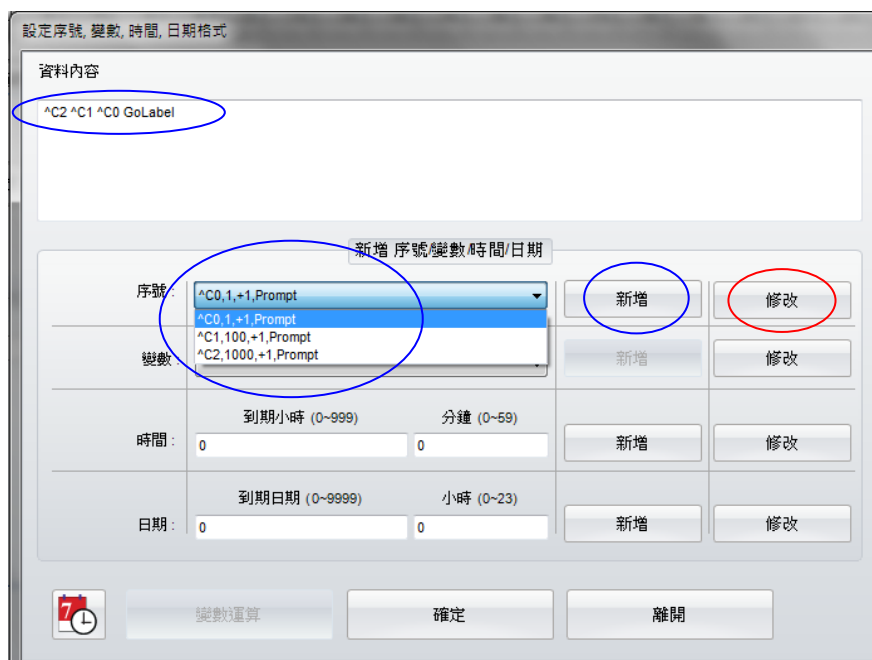 設定序號, 變數, 時間, 日期格式
資料內容
^C2 ^C1 ^C0 GoLabel
新增 序號/變數/時間/日期
序號 : ^C0,1,+1,Prompt 新增 修改
^C0,1,+1,Prompt
^C1,100,+1,Prompt
^C2,1000,+1,Prompt
變數 : 新增 修改
到期小時 (0~999) 分鐘 (0~59)
時間 : 0 0 新增 修改
到期日期 (0~9999) 小時 (0~23)
日期 : 0 0 新增 修改
7 變數運算 確定 離開